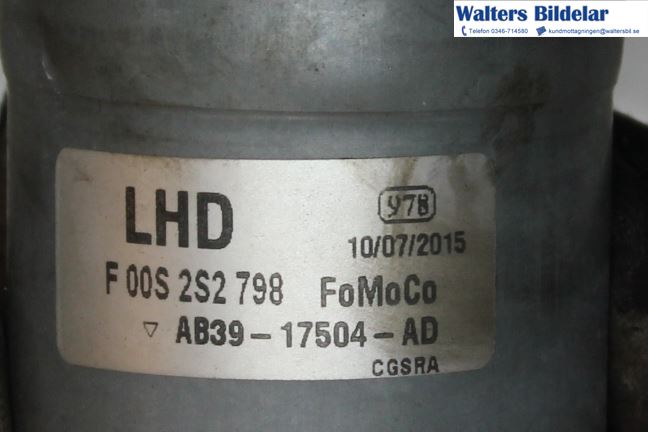 Walters Bildelar
Telefon 0346-714580 kundmottagningen@waltersbil.se
LHD
978
10/07/2015
F 00S 2S2 798 FoMoCo
▽ AB39-17504-AD
CGSRA